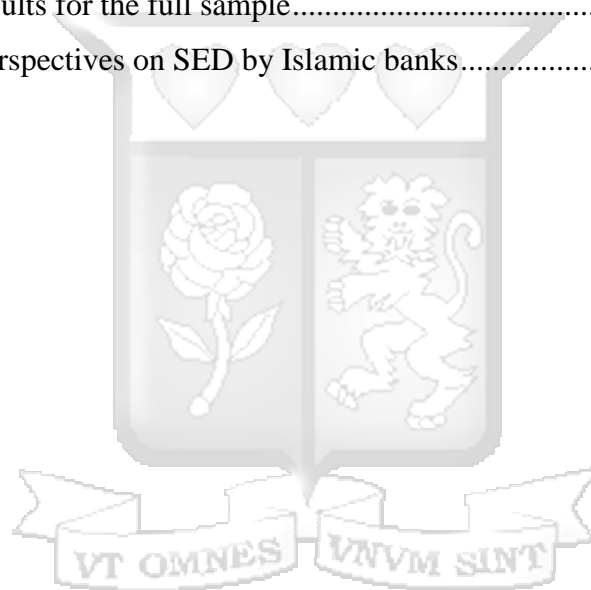 ults for the full sample..................................
rspectives on SED by Islamic banks................
VT OMNES VNVM SINT